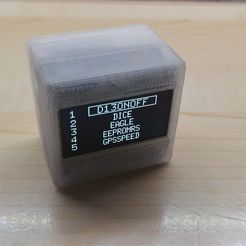 1 D13ONOFF
2 DICE
3 EAGLE
4 EEPROMRS
5 GPSSPEED